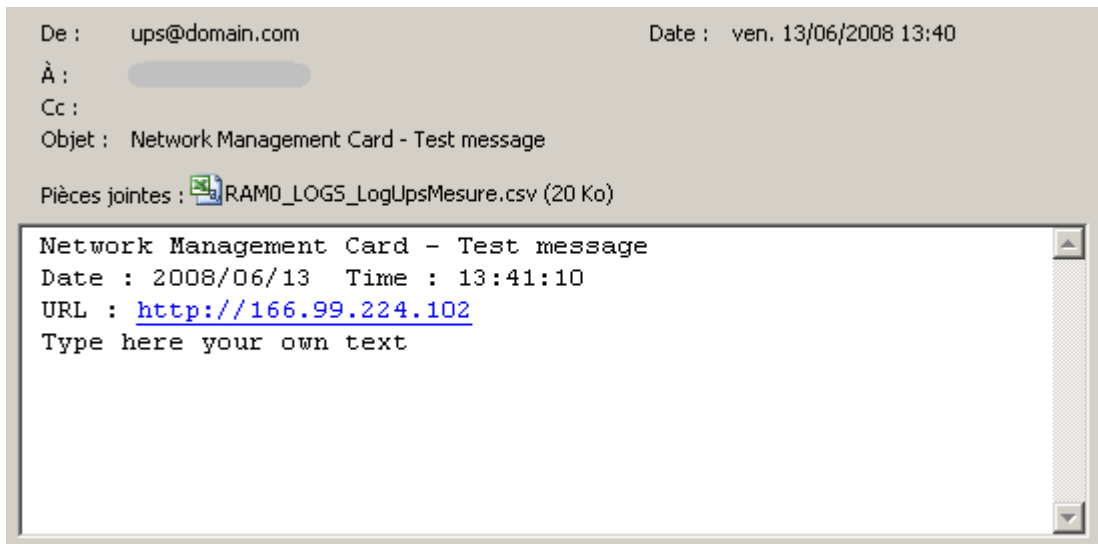 De : ups@domain.com Date : ven. 13/06/2008 13:40
À :
Cc :
Objet : Network Management Card - Test message
Pièces jointes : RAM0_LOGS_LogUpsMesure.csv (20 Ko)
Network Management Card - Test message
Date : 2008/06/13 Time : 13:41:10
URL : http://166.99.224.102
Type here your own text